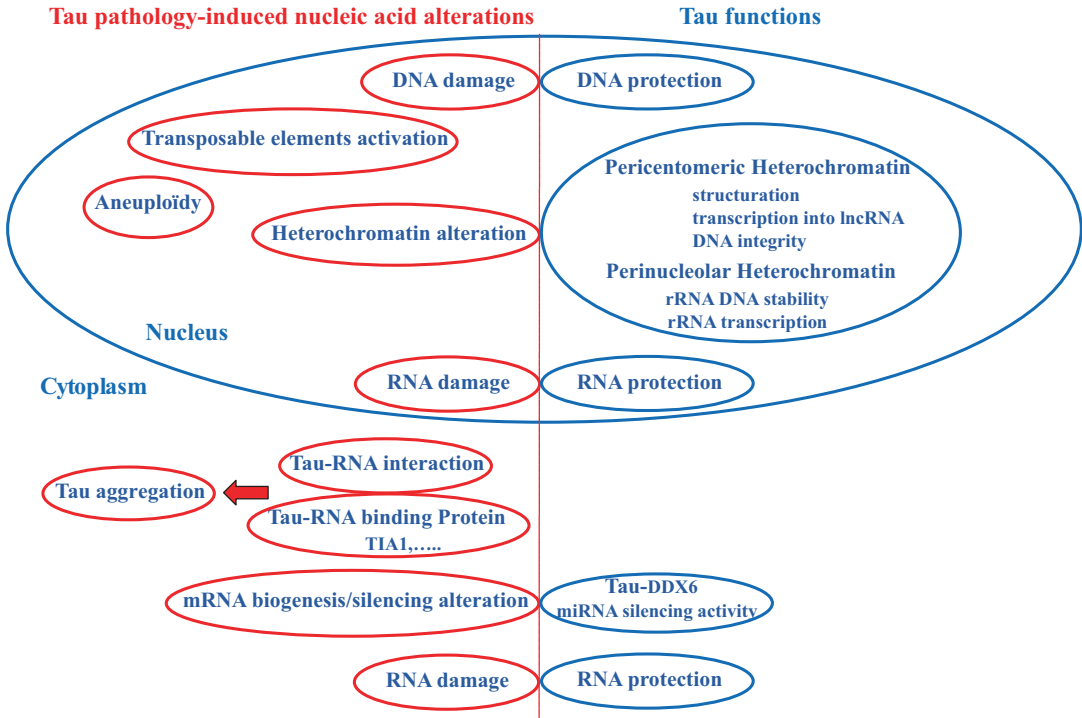 Tau pathology-induced nucleic acid alterations
Tau functions
DNA damage
DNA protection
Transposable elements activation
Pericentomeric Heterochromatin
structuration
transcription into lncRNA
DNA integrity
Aneuploïdy
Heterochromatin alteration
Perinucleolar Heterochromatin
rRNA DNA stability
rRNA transcription
Nucleus
Cytoplasm
RNA damage
RNA protection
Tau-RNA interaction
Tau aggregation
Tau-RNA binding Protein
TIA1,.....
mRNA biogenesis/silencing alteration
Tau-DDX6
miRNA silencing activity
RNA damage
RNA protection